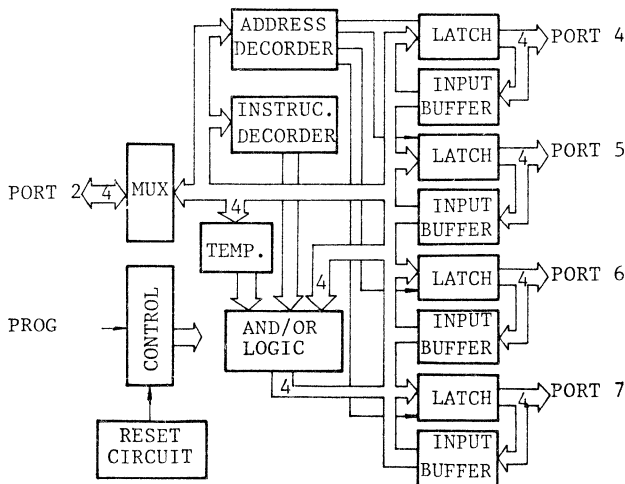 ADDRESS
DECORDER
LATCH
4
PORT 4
4
INPUT
BUFFER
INSTRUC.
DECORDER
LATCH
4
PORT 5
PORT 2
4
MUX
INPUT
BUFFER
4
TEMP.
4
LATCH
4
PORT 6
PROG
CONTROL
AND/OR
LOGIC
INPUT
BUFFER
4
LATCH
4
PORT 7
RESET
CIRCUIT
INPUT
BUFFER